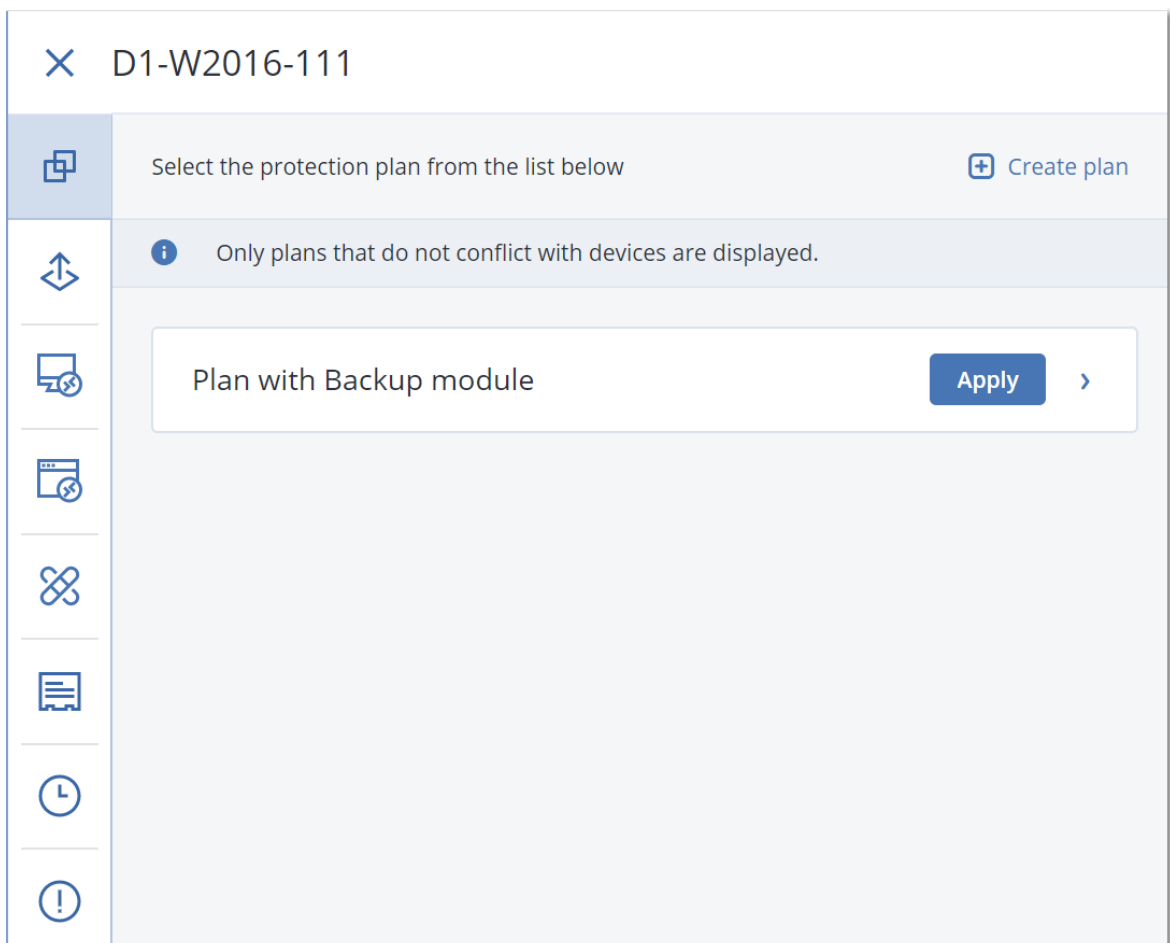 D1-W2016-111
Select the protection plan from the list below
Create plan
Only plans that do not conflict with devices are displayed.
Plan with Backup module
Apply